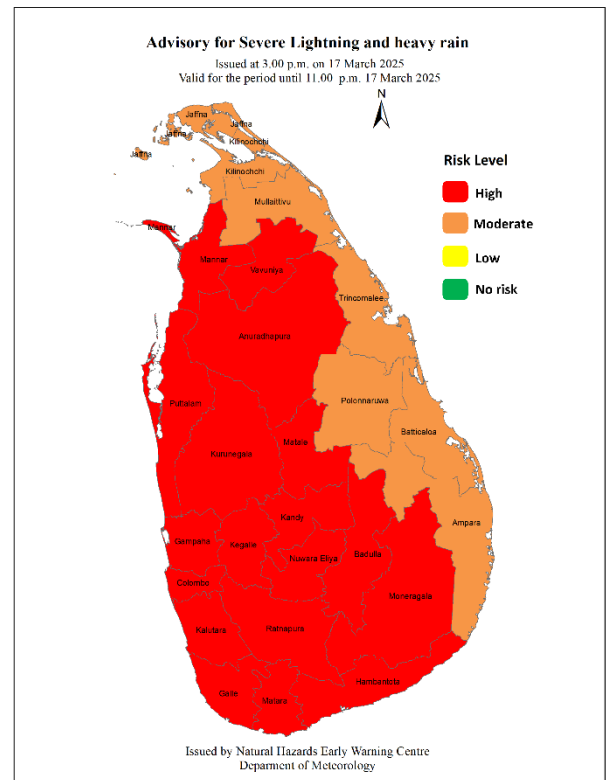 Advisory for Severe Lightning and heavy rain
Issued at 3.00 p.m. on 17 March 2025
Valid for the period until 11.00 p.m. 17 March 2025
N
Jaffna
Jaffna
Jaffna
Jaffna
Kilinochchi
Kilinochchi
Mullaittivu
Mannar
Mannar
Vavuniya
Trincomalee
Anuradhapura
Polonnaruwa
Puttalam
Batticaloa
Matale
Kurunegala
Kandy
Ampara
Gampaha
Kegalle
Nuwara Eliya
Badulla
Colombo
Moneragala
Kalutara
Ratnapura
Hambantota
Galle
Matara
Risk Level
High
Moderate
Low
No risk
Issued by Natural Hazards Early Warning Centre
Deparment of Meteorology